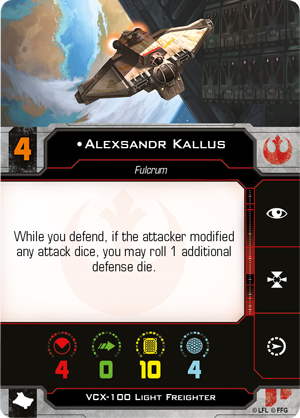 4
•Alexsandr Kallus
Fulcrum
While you defend, if the attacker modified
any attack dice, you may roll 1 additional
defense die.
4 0 10 4
VCX-100 Light Freighter
©LFL ©FFG